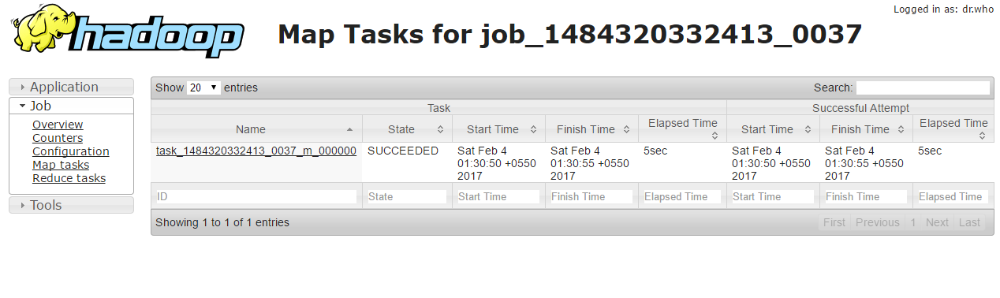 Logged in as: dr.who
hadoop
Map Tasks for job_1484320332413_0037
Application
Job
Overview
Counters
Configuration
Map tasks
Reduce tasks
Tools
Show 20 entries Search:
Task Successful Attempt
Name State Start Time Finish Time Elapsed Time Start Time Finish Time Elapsed Time
task_1484320332413_0037_m_000000 SUCCEEDED Sat Feb 4 Sat Feb 4 5sec Sat Feb 4 Sat Feb 4 5sec
01:30:50 +0550 01:30:55 +0550 01:30:50 +0550 01:30:55 +0550
2017 2017 2017 2017
ID State Start Time Finish Time Elapsed Time Start Time Finish Time Elapsed Time
Showing 1 to 1 of 1 entries First Previous 1 Next Last